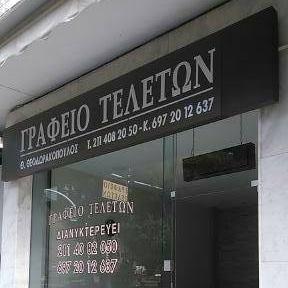 ΓΡΑΦΕΙΟ ΤΕΛΕΤΩΝ
Θ. ΘΕΟΔΩΡΑΚΟΠΟΥΛΟΣ Τ. 211 408 20 50 - Κ. 697 20 12 637
ΓΡΑΦΕΙΟ ΤΕΛΕΤΩΝ
ΔΙΑΝΥΚΤΕΡΕΥΕΙ
211 40 82 050
697 20 12 637